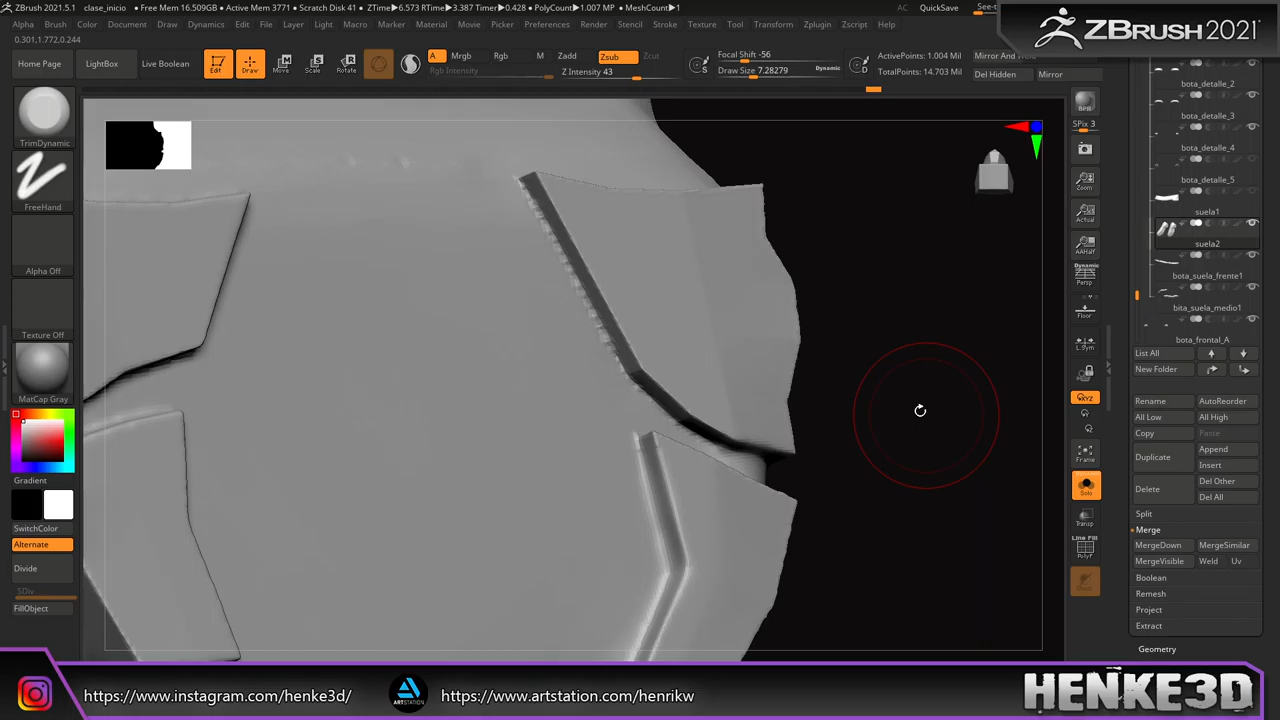 ZBrush 2021.5.1 clase_inicio • Free Mem 16.509GB • Active Mem 3771 • Scratch Disk 41 • ZTime▶6.573 RTime▶3.387 Timer▶0.428 • PolyCount▶1.007 MP • MeshCount▶1 AC QuickSave See-t
Alpha Brush Color Document Draw Dynamics Edit File Layer Light Macro Marker Material Movie Picker Preferences Render Stencil Stroke Texture Tool Transform Zplugin Zscript Help
0.301,1.772,0.244
ZBRUSH 2021
Home Page LightBox Live Boolean Edit Draw Move Scale Rotate
A Mrgb Rgb M Zadd Zsub Zcut
Rgb Intensity Z Intensity 43
Focal Shift -56
Draw Size 7.28279 Dynamic
S D
ActivePoints: 1.004 Mil
TotalPoints: 14.703 Mil
Del Hidden Mirror
TrimDynamic
FreeHand
Alpha Off
Texture Off
MatCap Gray
Gradient
SwitchColor
Alternate
Divide
SDiv
FillObject
BPR
SPix 3
Zoom
Actual
AAHalf
Dynamic
Persp
Floor
L.Sym
XYZ
Frame
Solo
Transp
Line Fill
PolyF
bota_detalle_2
bota_detalle_3
bota_detalle_4
bota_detalle_5
suela1
suela2
bota_suela_frente1
bita_suela_medio1
bota_frontal_A
List All
New Folder
Rename AutoReorder
All Low All High
Copy Paste
Duplicate Append
Insert
Delete Del Other
Del All
Split
Merge
MergeDown MergeSimilar
MergeVisible Weld Uv
Boolean
Remesh
Project
Extract
Geometry
https://www.instagram.com/henke3d/ ARTSTATION https://www.artstation.com/henrikw HENKE3D